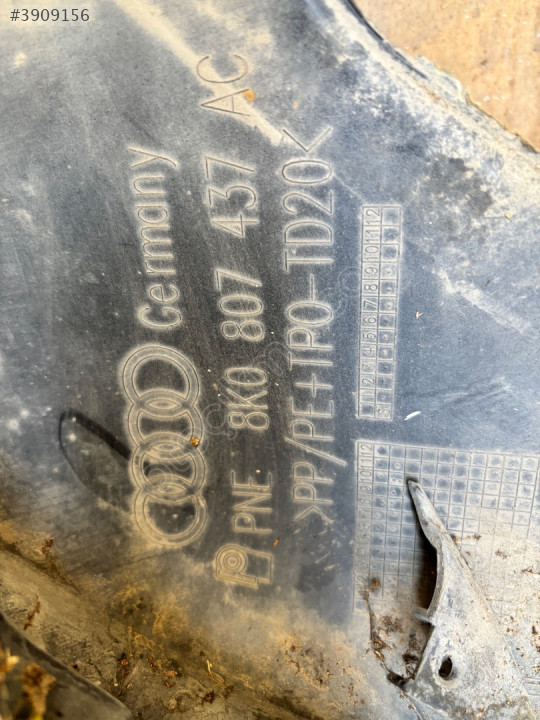 #3909156
Germany
PNE 8K0 807 437 AC
>PP/PE+TPO-TD20<
1 2 3 4 5 6 7 8 9 10 11 12